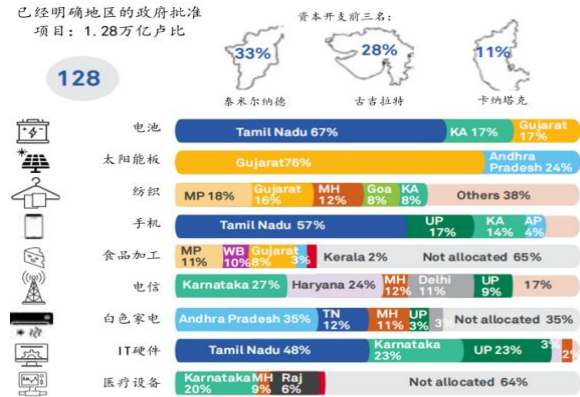 已经明确地区的政府批准
项目：1.28万亿卢比
128
资本开支前三名：
33%
28%
11%
泰米尔纳德
古吉拉特
卡纳塔克
电池
Tamil Nadu 67%
KA 17%
Gujarat 17%
太阳能板
Gujarat76%
Andhra Pradesh 24%
纺织
MP 18%
Gujarat 16%
MH 12%
Goa 8%
KA 8%
Others 38%
手机
Tamil Nadu 57%
UP 17%
KA 14%
AP 4%
食品加工
MP 11%
WB 10%
Gujarat 8%
3%
Kerala 2%
Not allocated 65%
电信
Karnataka 27%
Haryana 24%
MH 12%
Delhi 11%
UP 9%
17%
白色家电
Andhra Pradesh 35%
TN 12%
MH 11%
UP 3%
3%
Not allocated 35%
IT硬件
Tamil Nadu 48%
Karnataka 23%
UP 23%
3%
2%
医疗设备
Karnataka 20%
MH 9%
Raj 6%
Not allocated 64%